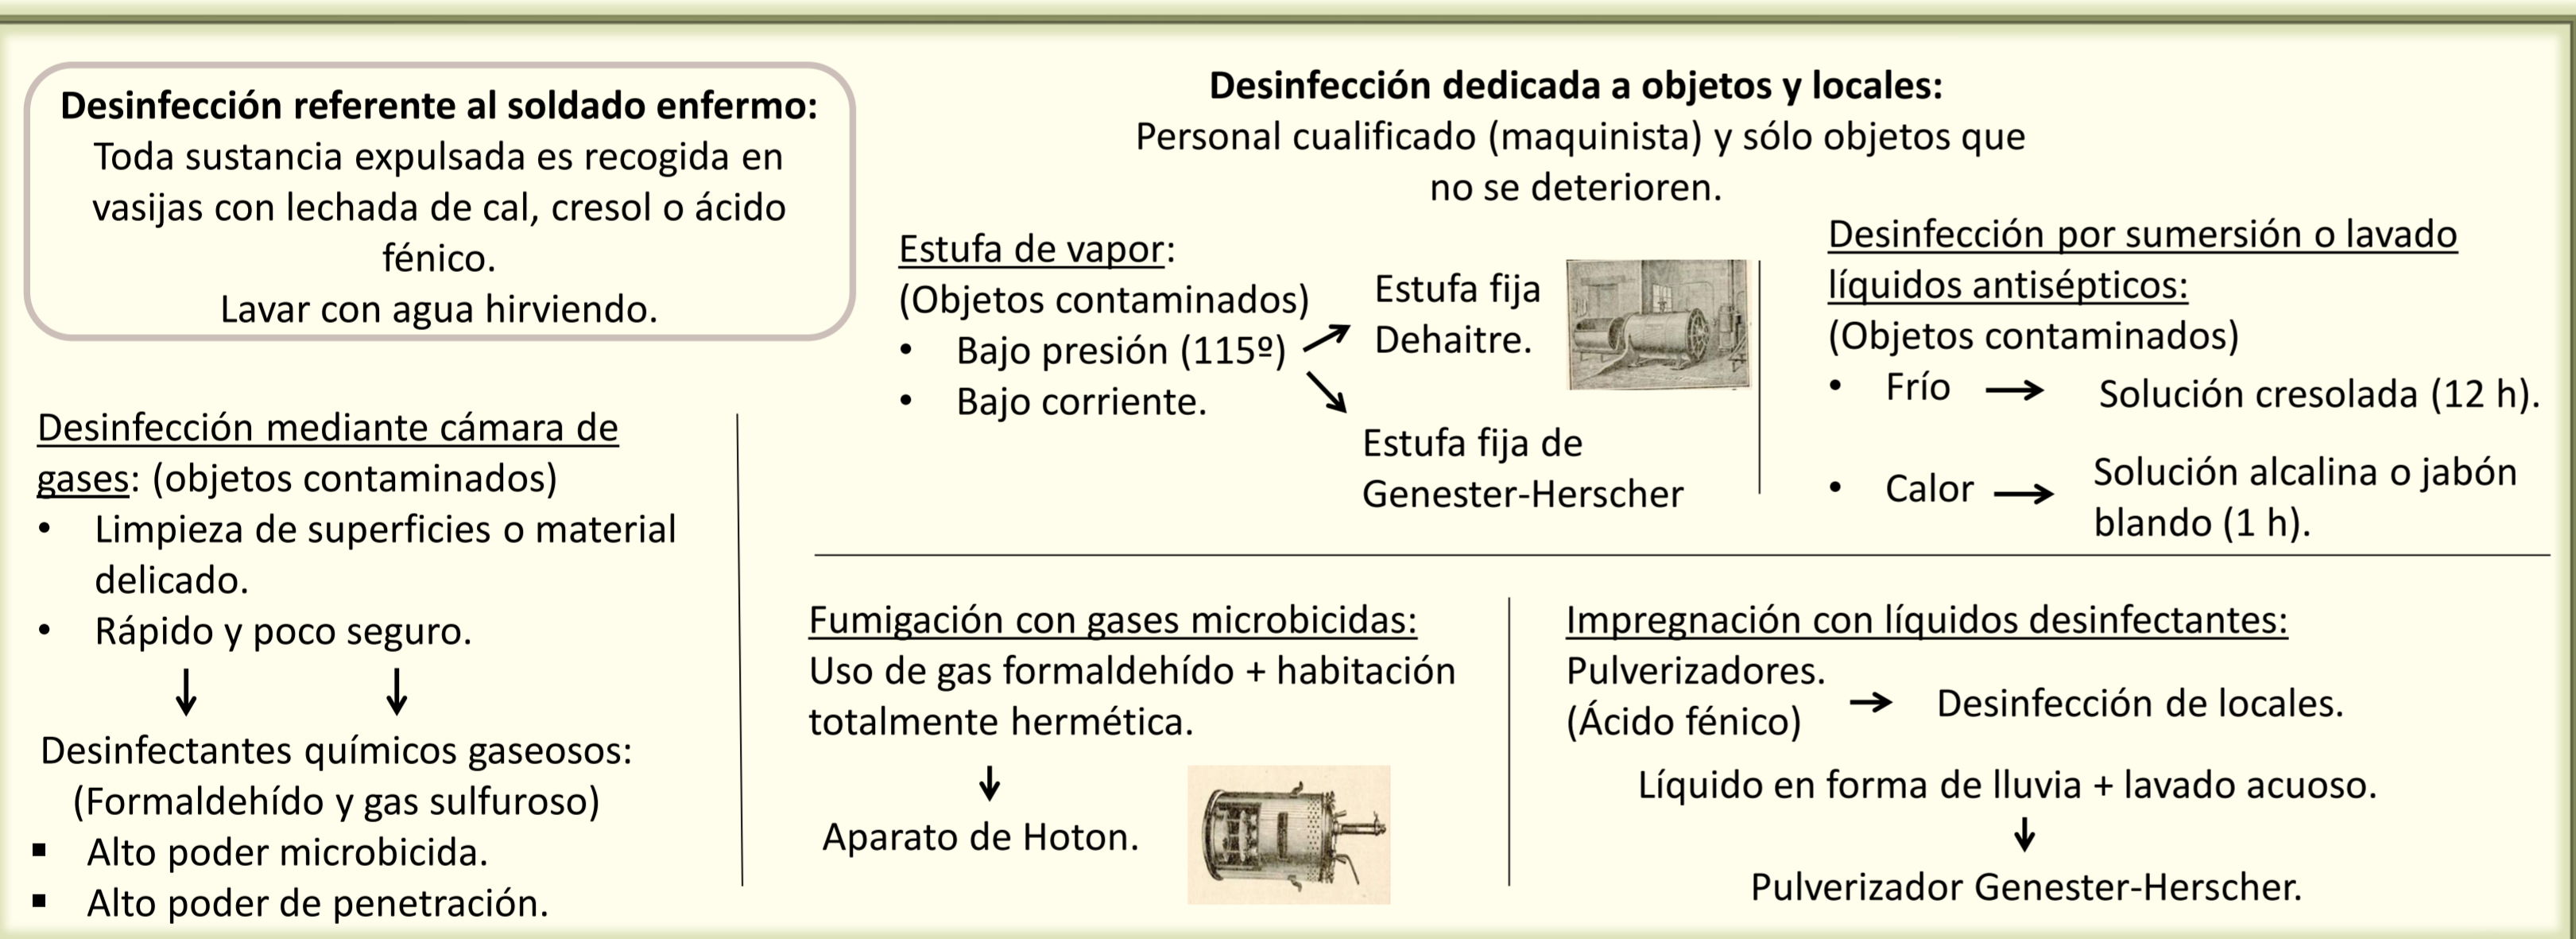 Desinfección referente al soldado enfermo:
Toda sustancia expulsada es recogida en
vasijas con lechada de cal, cresol o ácido
fénico.
Lavar con agua hirviendo.
Desinfección dedicada a objetos y locales:
Personal cualificado (maquinista) y sólo objetos que
no se deterioren.
Estufa de vapor:
(Objetos contaminados)
• Bajo presión (115º)
• Bajo corriente.
Estufa fija
Dehaitre.
Estufa fija de
Genester-Herscher
Desinfección por sumersión o lavado
líquidos antisépticos:
(Objetos contaminados)
• Frío → Solución cresolada (12 h).
• Calor → Solución alcalina o jabón
blando (1 h).
Desinfección mediante cámara de
gases: (objetos contaminados)
• Limpieza de superficies o material
delicado.
• Rápido y poco seguro.
Desinfectantes químicos gaseosos:
(Formaldehído y gas sulfuroso)
▪ Alto poder microbicida.
▪ Alto poder de penetración.
Fumigación con gases microbicidas:
Uso de gas formaldehído + habitación
totalmente hermética.
Aparato de Hoton.
Impregnación con líquidos desinfectantes:
Pulverizadores.
(Ácido fénico) → Desinfección de locales.
Líquido en forma de lluvia + lavado acuoso.
Pulverizador Genester-Herscher.